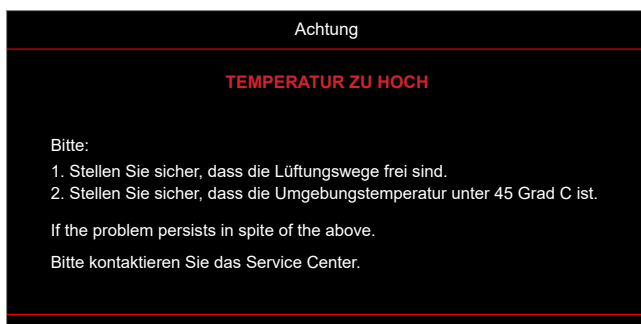 Achtung
TEMPERATUR ZU HOCH
Bitte:
1. Stellen Sie sicher, dass die Lüftungswege frei sind.
2. Stellen Sie sicher, dass die Umgebungstemperatur unter 45 Grad C ist.
If the problem persists in spite of the above.
Bitte kontaktieren Sie das Service Center.